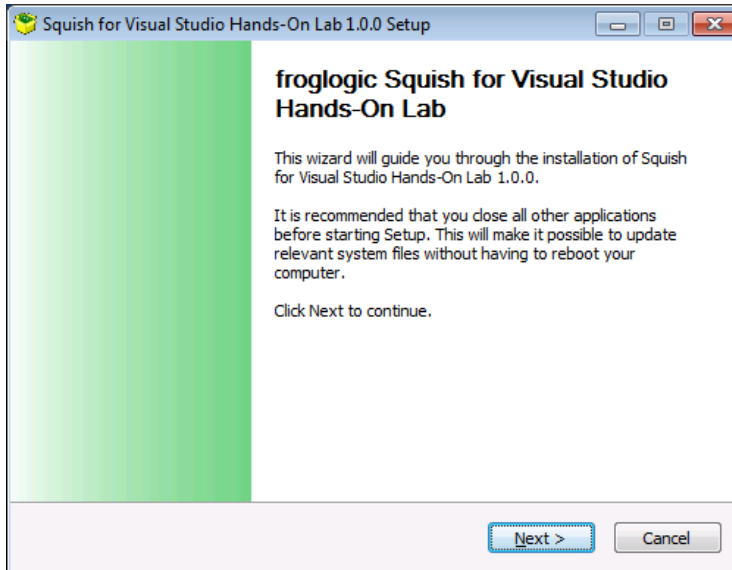 Squish for Visual Studio Hands-On Lab 1.0.0 Setup
froglogic Squish for Visual Studio
Hands-On Lab
This wizard will guide you through the installation of Squish
for Visual Studio Hands-On Lab 1.0.0.
It is recommended that you close all other applications
before starting Setup. This will make it possible to update
relevant system files without having to reboot your
computer.
Click Next to continue.
Next >
Cancel